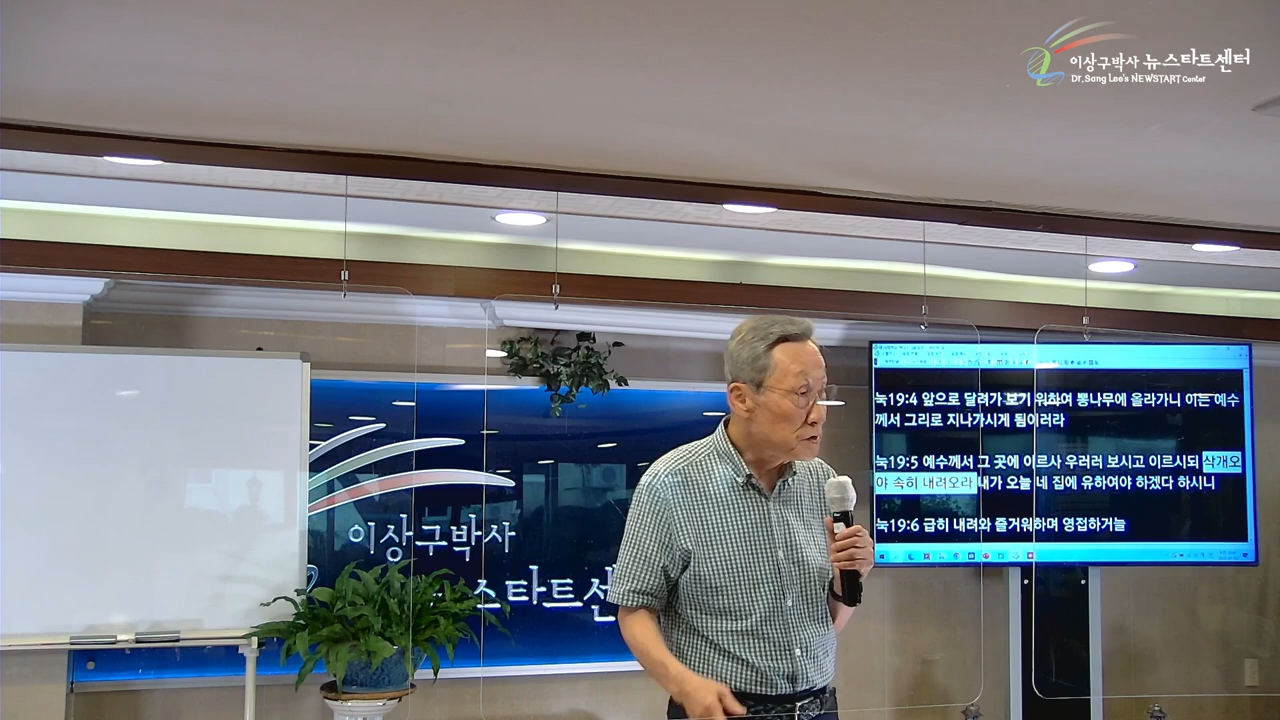 이상구박사 뉴스타트센터
Dr. Sang Lee's NEWSTART Center
눅19:4 앞으로 달려가 보기 위하여 뽕나무에 올라가니 이는 예수
께서 그리로 지나가시게 됨이러라
눅19:5 예수께서 그 곳에 이르사 우러러 보시고 이르시되 삭개오
야 속히 내려오라 내가 오늘 네 집에 유하여야 하겠다 하시니
눅19:6 급히 내려와 즐거워하며 영접하거늘
이상구박사
스타트센